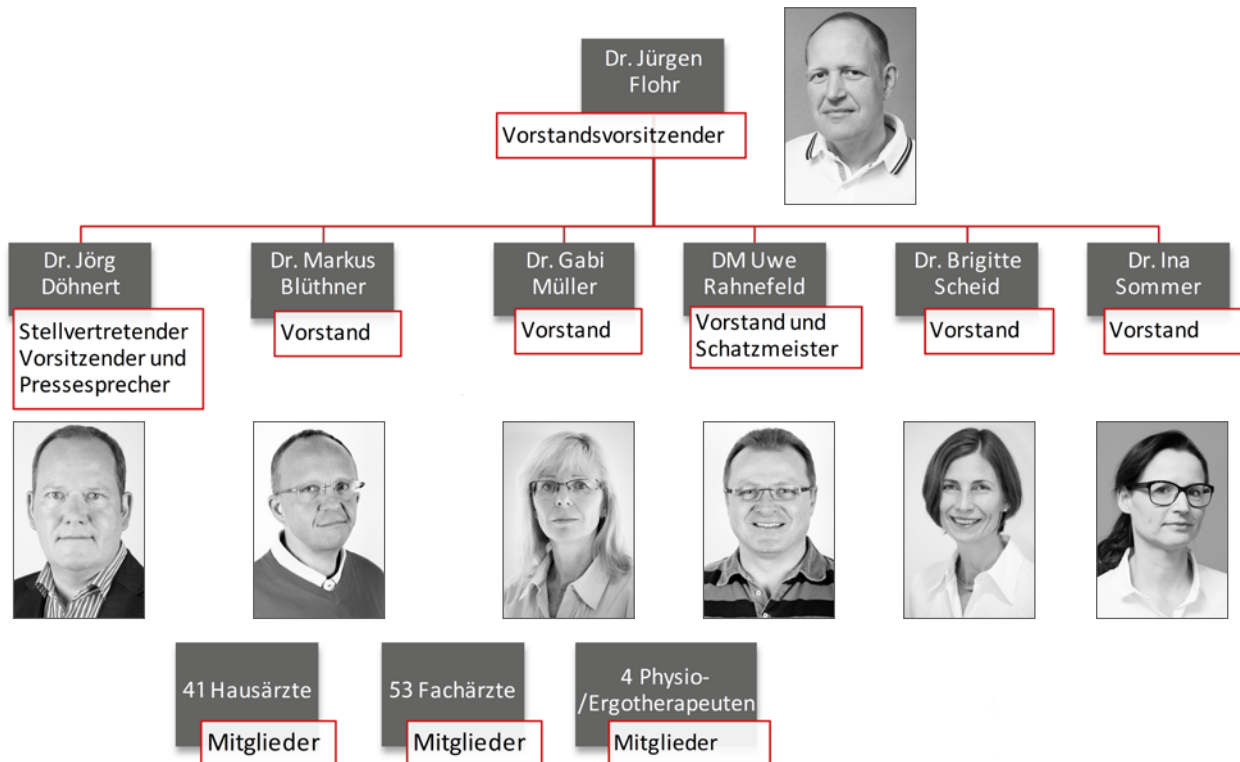 Dr. Jürgen
Flohr
Vorstandsvorsitzender
Dr. Jörg
Döhnert
Stellvertretender
Vorsitzender und
Pressesprecher
Dr. Markus
Blüthner
Vorstand
Dr. Gabi
Müller
Vorstand
DM Uwe
Rahnefeld
Vorstand und
Schatzmeister
Dr. Brigitte
Scheid
Vorstand
Dr. Ina
Sommer
Vorstand
41 Hausärzte
Mitglieder
53 Fachärzte
Mitglieder
4 Physio-
/Ergotherapeuten
Mitglieder